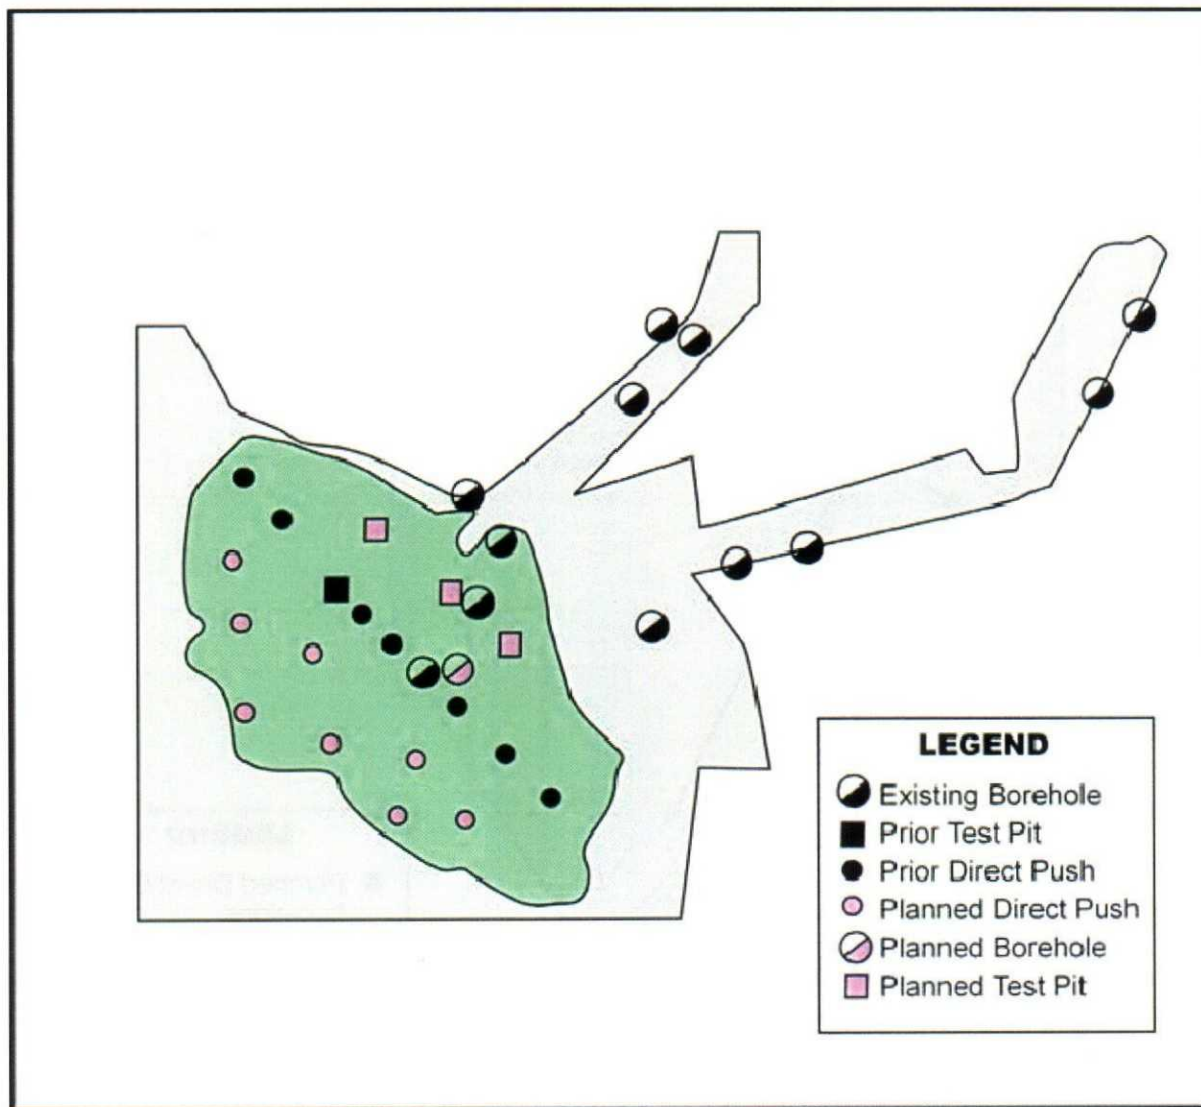 LEGEND
Existing Borehole
Prior Test Pit
Prior Direct Push
Planned Direct Push
Planned Borehole
Planned Test Pit